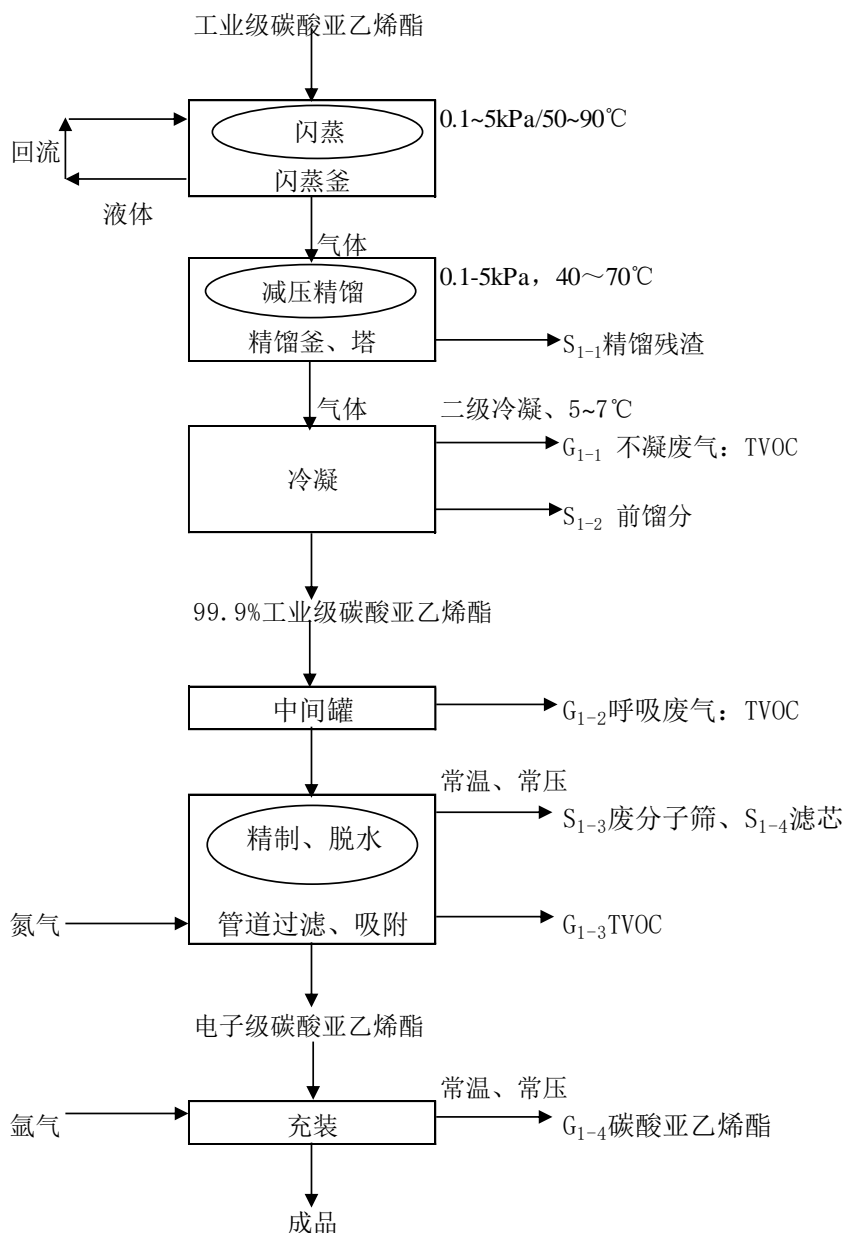 工业级碳酸亚乙烯酯
闪蒸
0.1~5kPa/50~90℃
回流
闪蒸釜
液体
气体
减压精馏
0.1-5kPa，40～70℃
精馏釜、塔
S1-1精馏残渣
气体
二级冷凝、5~7℃
G1-1 不凝废气：TVOC
冷凝
S1-2 前馏分
99.9%工业级碳酸亚乙烯酯
中间罐
G1-2呼吸废气：TVOC
常温、常压
S1-3废分子筛、S1-4滤芯
精制、脱水
氮气
管道过滤、吸附
G1-3TVOC
电子级碳酸亚乙烯酯
常温、常压
氩气
充装
G1-4碳酸亚乙烯酯
成品